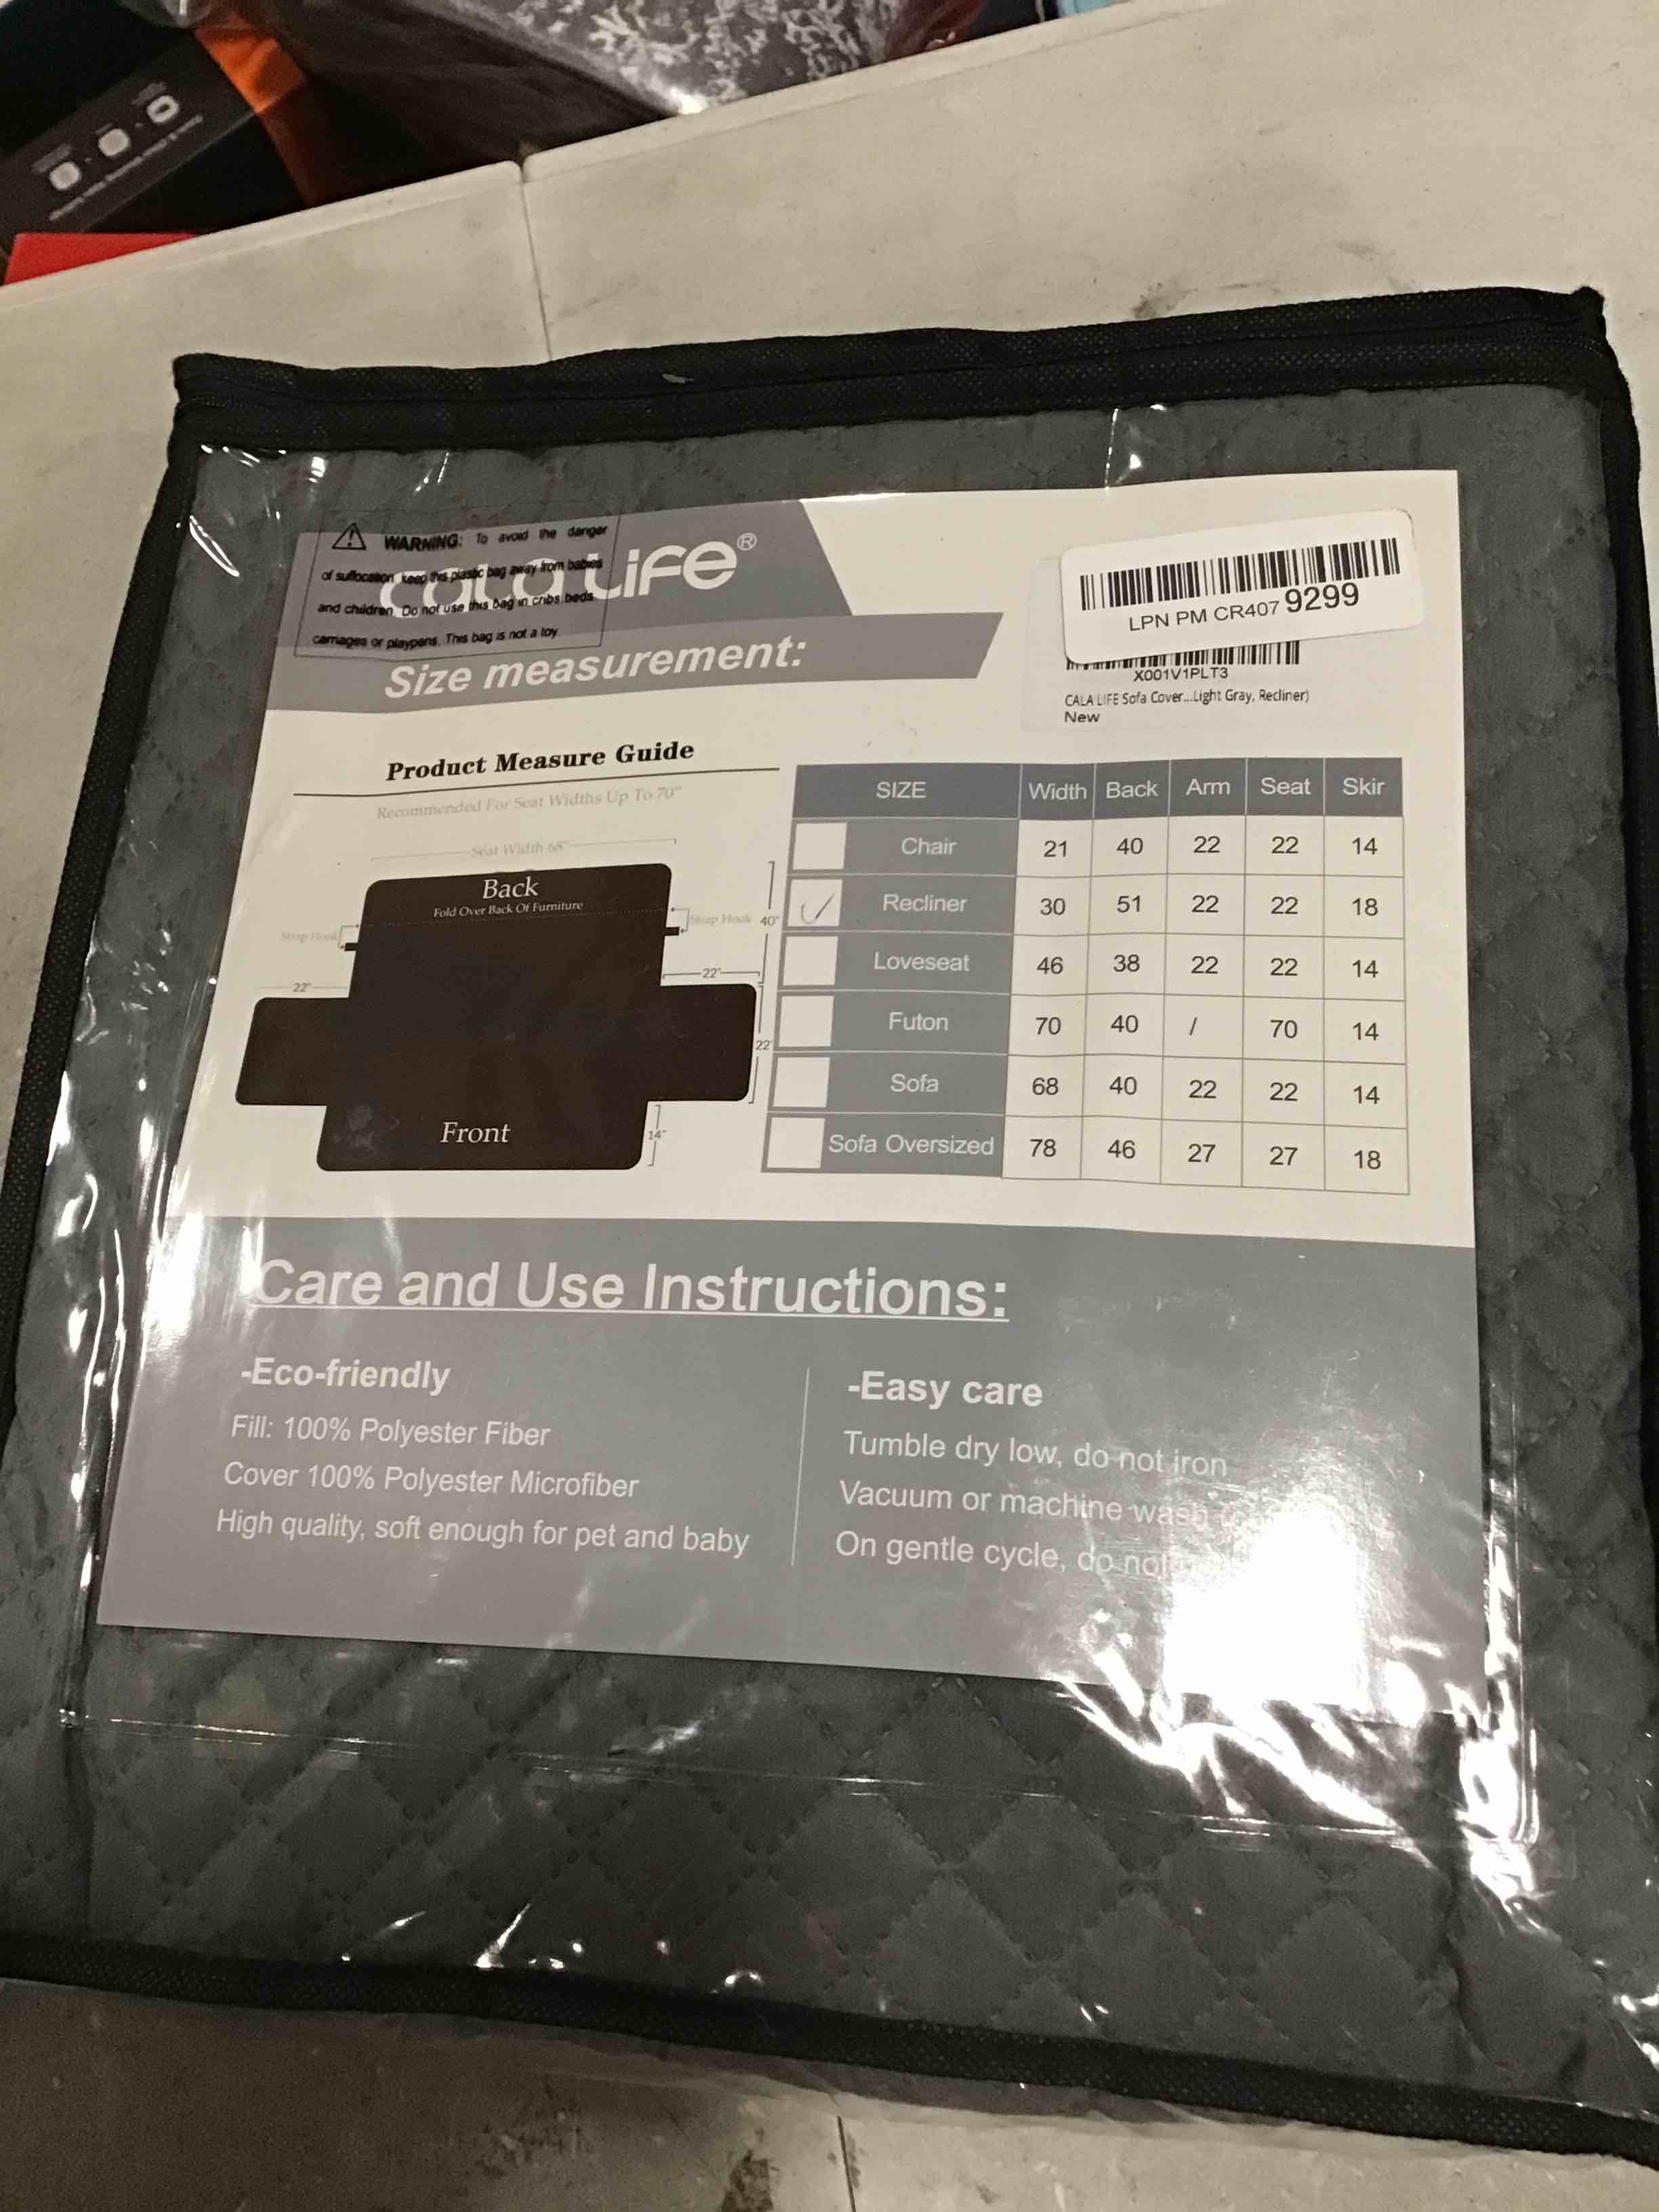 WARNING: To avoid the danger
of suffocation, keep this plastic bag away from babies
and children. Do not use this bag in cribs, beds,
carriages or playpens. This bag is not a toy.
CALA LIFE®
Size measurement:
LPN PM CR407 9299
X001V1PLT3
CALA LIFE Sofa Cover...Light Gray, Recliner)
New
Product Measure Guide
Recommended For Seat Widths Up To 70"
Seat Width 68"
Back
Fold Over Back Of Furniture
Strap Hook
Strap Hook
40"
22"
22"
22"
Front
14"
SIZE Width Back Arm Seat Skir
Chair 21 40 22 22 14
Recliner 30 51 22 22 18
Loveseat 46 38 22 22 14
Futon 70 40 / 70 14
Sofa 68 40 22 22 14
Sofa Oversized 78 46 27 27 18
Care and Use Instructions:
-Eco-friendly
Fill: 100% Polyester Fiber
Cover 100% Polyester Microfiber
High quality, soft enough for pet and baby
-Easy care
Tumble dry low, do not iron
Vacuum or machine wash
On gentle cycle, do not